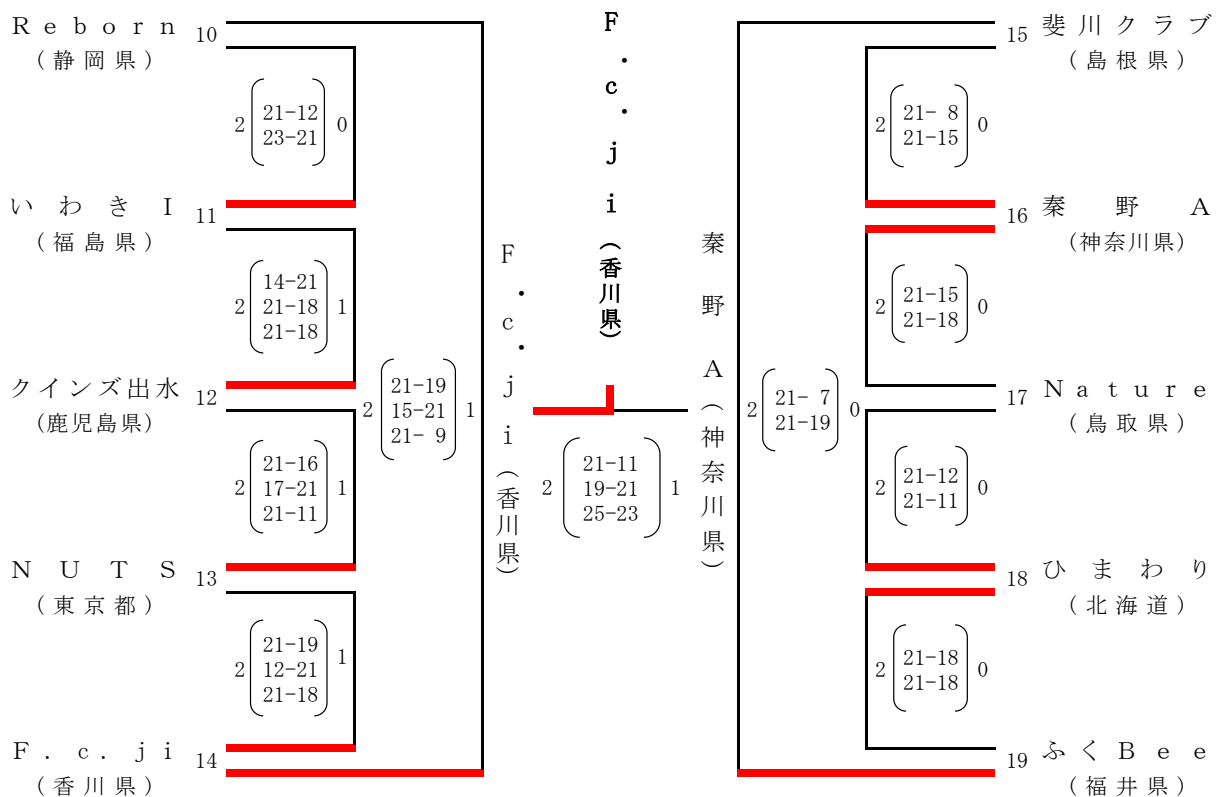 Reborn
10
(静岡県)
2
21-12
23-21
0
いわきI
11
(福島県)
2
14-21
21-18
21-18
1
クインズ出水
12
(鹿児島県)
2
21-16
17-21
21-11
1
NUTS
13
(東京都)
2
21-19
12-21
21-18
1
F.c.ji
14
(香川県)
2
21-19
15-21
21- 9
1
F.c.ji(香川県)
F.c.ji(香川県)
2
21-11
19-21
25-23
1
秦野A(神奈川県)
2
21- 7
21-19
0
15
斐川クラブ
(島根県)
2
21- 8
21-15
0
16
秦野A
(神奈川県)
2
21-15
21-18
0
17
Nature
(鳥取県)
2
21-12
21-11
0
18
ひまわり
(北海道)
2
21-18
21-18
0
19
ふくBee
(福井県)